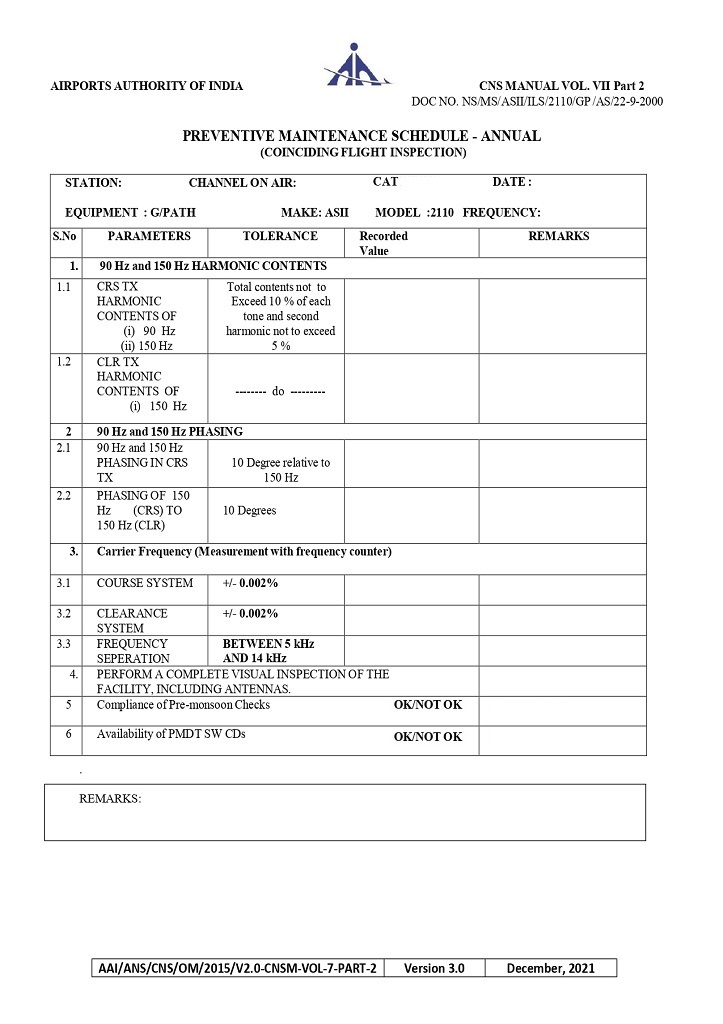 AIRPORTS AUTHORITY OF INDIA
CNS MANUAL VOL. VII Part 2
DOC NO. NS/MS/ASII/ILS/2110/GP/AS/22-9-2000
PREVENTIVE MAINTENANCE SCHEDULE - ANNUAL
(COINCIDING FLIGHT INSPECTION)
STATION: CHANNEL ON AIR: CAT DATE :
EQUIPMENT : G/PATH MAKE: ASII MODEL :2110 FREQUENCY:
S.No PARAMETERS TOLERANCE Recorded Value REMARKS
1. 90 Hz and 150 Hz HARMONIC CONTENTS
1.1 CRS TX
HARMONIC
CONTENTS OF
(i) 90 Hz
(ii) 150 Hz
Total contents not to
Exceed 10 % of each
tone and second
harmonic not to exceed
5 %
1.2 CLR TX
HARMONIC
CONTENTS OF
(i) 150 Hz
-------- do ---------
2 90 Hz and 150 Hz PHASING
2.1 90 Hz and 150 Hz
PHASING IN CRS
TX
10 Degree relative to
150 Hz
2.2 PHASING OF 150
Hz (CRS) TO
150 Hz (CLR)
10 Degrees
3. Carrier Frequency (Measurement with frequency counter)
3.1 COURSE SYSTEM +/- 0.002%
3.2 CLEARANCE
SYSTEM
+/- 0.002%
3.3 FREQUENCY
SEPERATION
BETWEEN 5 kHz
AND 14 kHz
4. PERFORM A COMPLETE VISUAL INSPECTION OF THE
FACILITY, INCLUDING ANTENNAS.
5 Compliance of Pre-monsoon Checks OK/NOT OK
6 Availability of PMDT SW CDs OK/NOT OK
.
REMARKS:
AAI/ANS/CNS/OM/2015/V2.0-CNSM-VOL-7-PART-2 Version 3.0 December, 2021